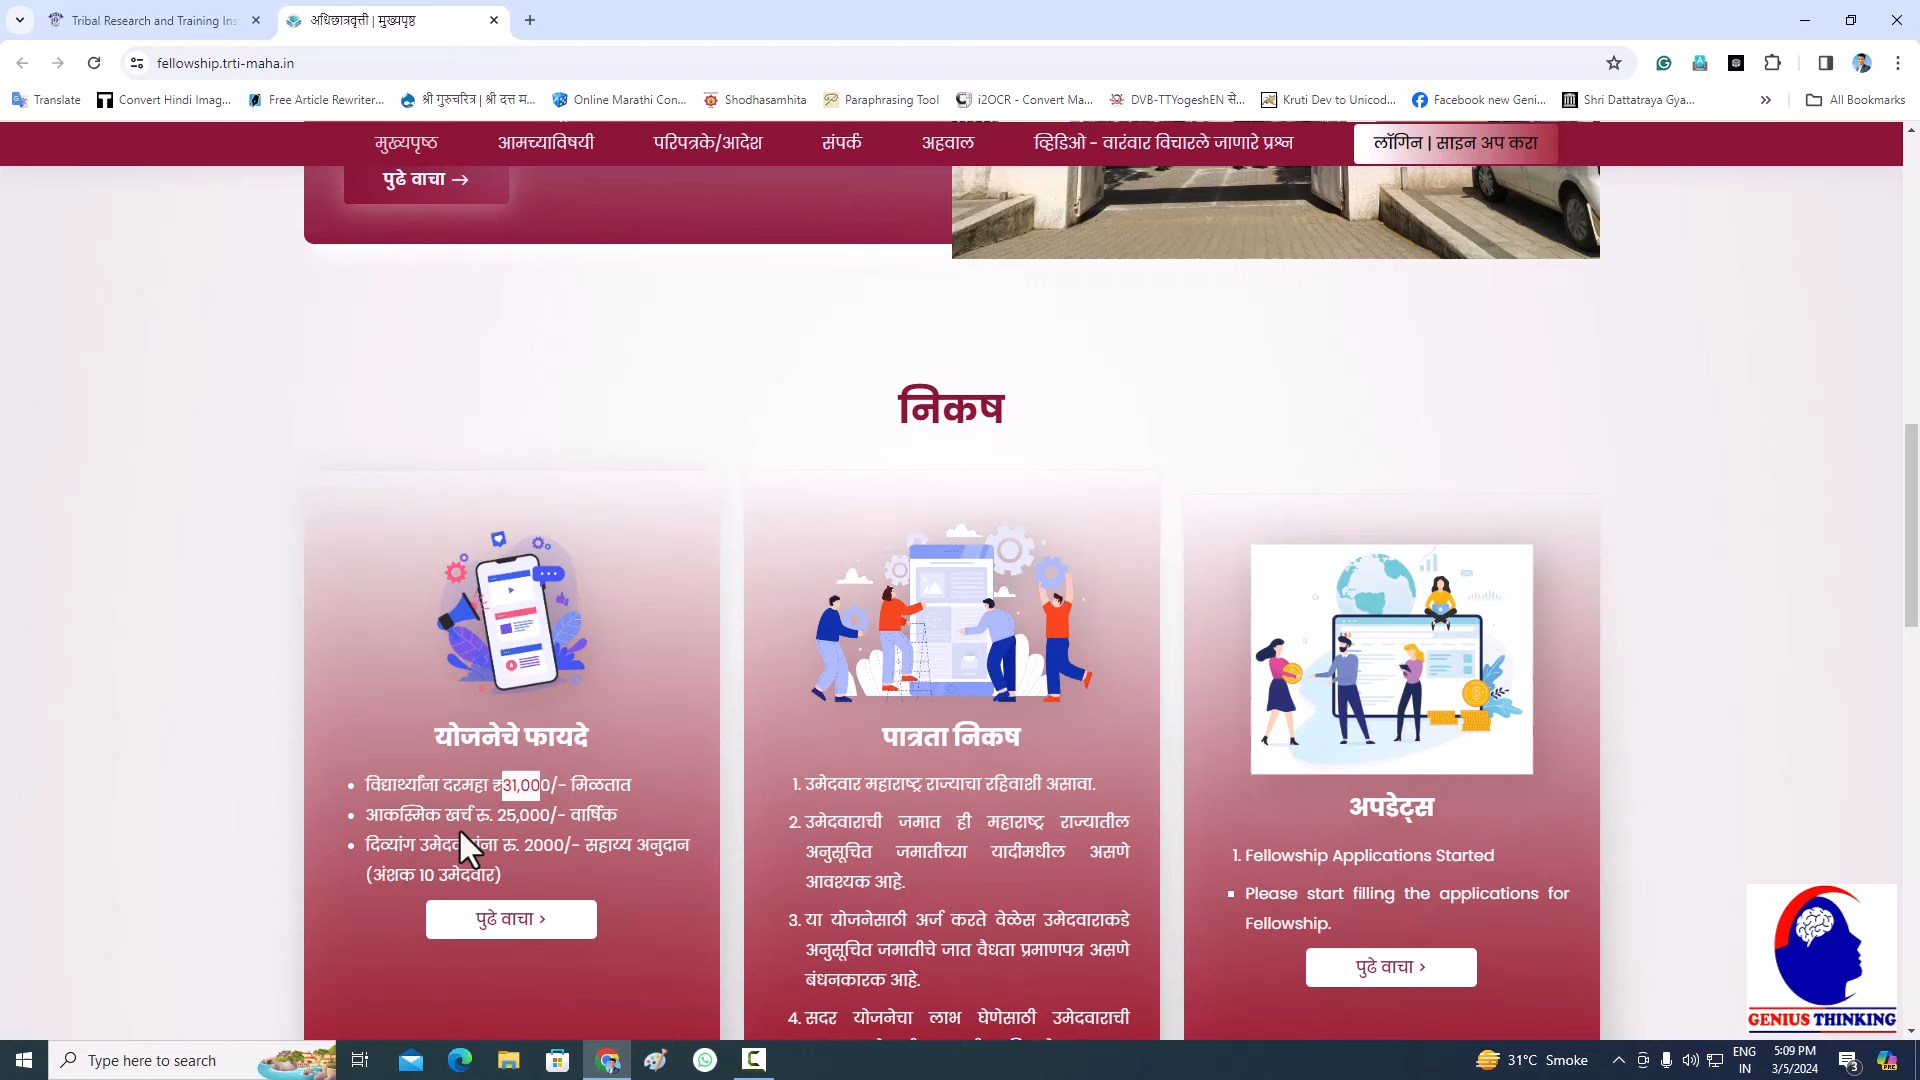 Tribal Research and Training Ins
अधिछात्रवृत्ती | मुख्यपृष्ठ
fellowship.trti-maha.in
Translate
Convert Hindi Imag...
Free Article Rewriter...
श्री गुरुचरित्र | श्री दत्त म...
Online Marathi Con...
Shodhasamhita
Paraphrasing Tool
i2OCR - Convert Ma...
DVB-TTYogeshEN से...
Kruti Dev to Unicod...
Facebook new Geni...
Shri Dattatraya Gya...
All Bookmarks
मुख्यपृष्ठ
आमच्याविषयी
परिपत्रके/आदेश
संपर्क
अहवाल
व्हिडिओ - वारंवार विचारले जाणारे प्रश्न
लॉगिन | साइन अप करा
पुढे वाचा →
निकष
योजनेचे फायदे
विद्यार्थ्यांना दरमहा ₹31,000/- मिळतात
आकस्मिक खर्च रु. 25,000/- वार्षिक
दिव्यांग उमेदवारांना रु. 2000/- सहाय्य अनुदान
(अंशक 10 उमेदवार)
पुढे वाचा >
पात्रता निकष
1. उमेदवार महाराष्ट्र राज्याचा रहिवाशी असावा.
2. उमेदवाराची जमात ही महाराष्ट्र राज्यातील
अनुसूचित जमातीच्या यादीमधील असणे
आवश्यक आहे.
3. या योजनेसाठी अर्ज करते वेळेस उमेदवाराकडे
अनुसूचित जमातीचे जात वैधता प्रमाणपत्र असणे
बंधनकारक आहे.
4. सदर योजनेचा लाभ घेणेसाठी उमेदवाराची
अपडेट्स
1. Fellowship Applications Started
Please start filling the applications for
Fellowship.
पुढे वाचा >
GENIUS THINKING
Type here to search
31°C Smoke
ENG
IN
5:09 PM
3/5/2024
3
PRE